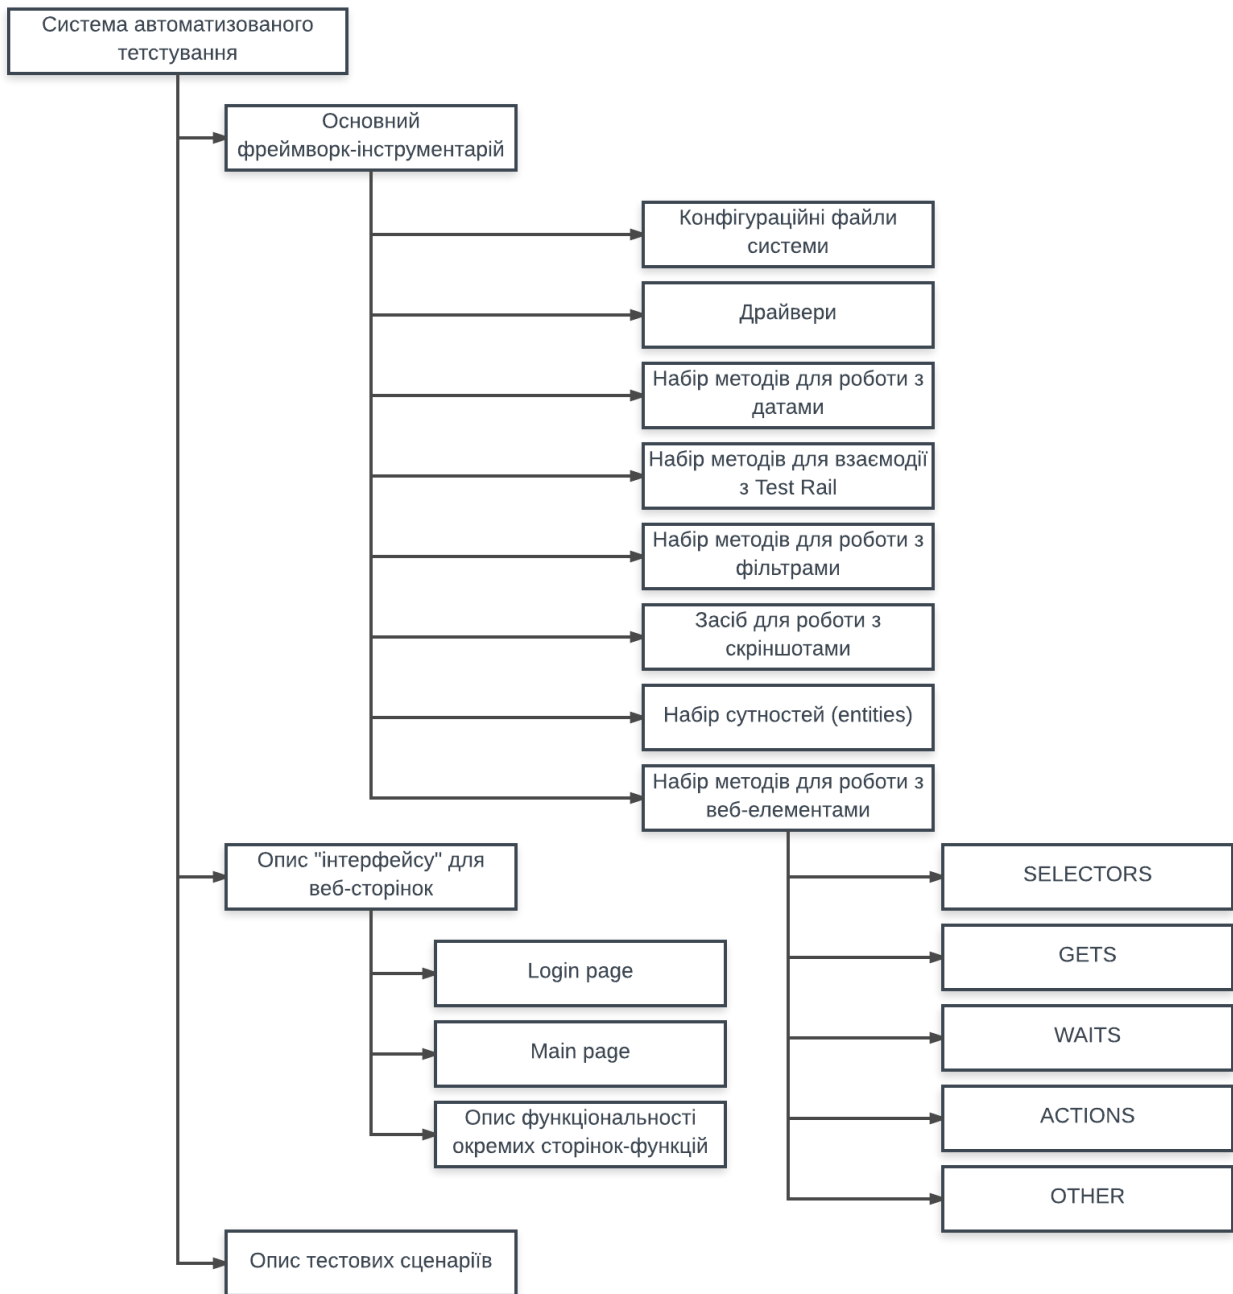 Система автоматизованого
тетстування
Основний
фреймворк-інструментарій
Конфігураційні файли
системи
Драйвери
Набір методів для роботи з
датами
Набір методів для взаємодії
з Test Rail
Набір методів для роботи з
фільтрами
Засіб для роботи з
скріншотами
Набір сутностей (entities)
Набір методів для роботи з
веб-елементами
SELECTORS
GETS
WAITS
ACTIONS
OTHER
Опис "інтерфейсу" для
веб-сторінок
Login page
Main page
Опис функціональності
окремих сторінок-функцій
Опис тестових сценаріїв